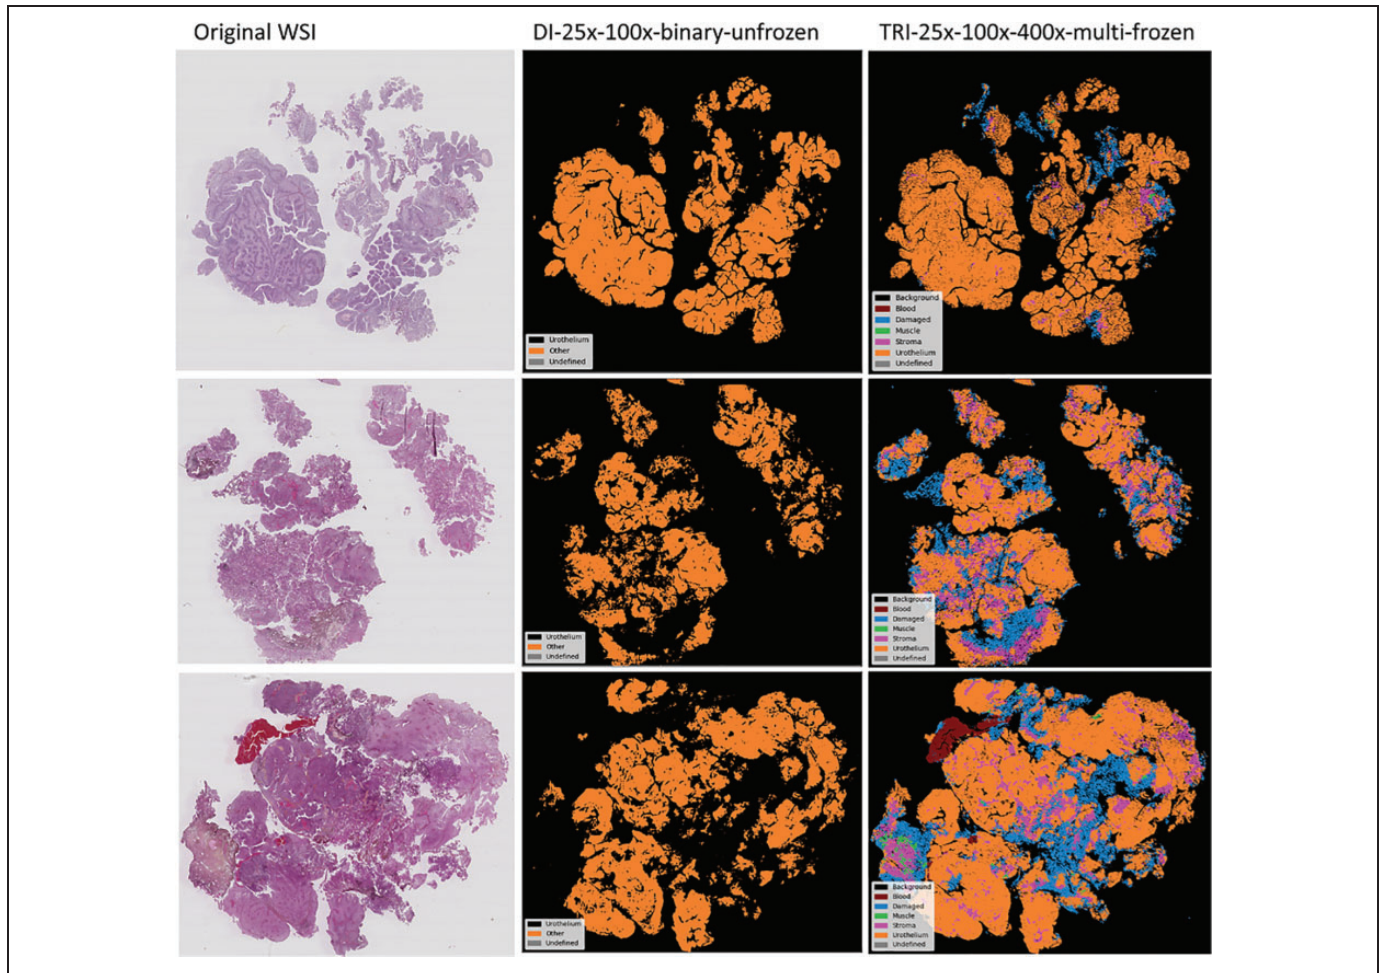 Original WSI
DI-25x-100x-binary-unfrozen
TRI-25x-100x-400x-multi-frozen
Urothelium
Other
Undefined
Background
Blood
Damaged
Muscle
Stroma
Urothelium
Undefined
Urothelium
Other
Undefined
Background
Blood
Damaged
Muscle
Stroma
Urothelium
Undefined
Urothelium
Other
Undefined
Background
Blood
Damaged
Muscle
Stroma
Urothelium
Undefined